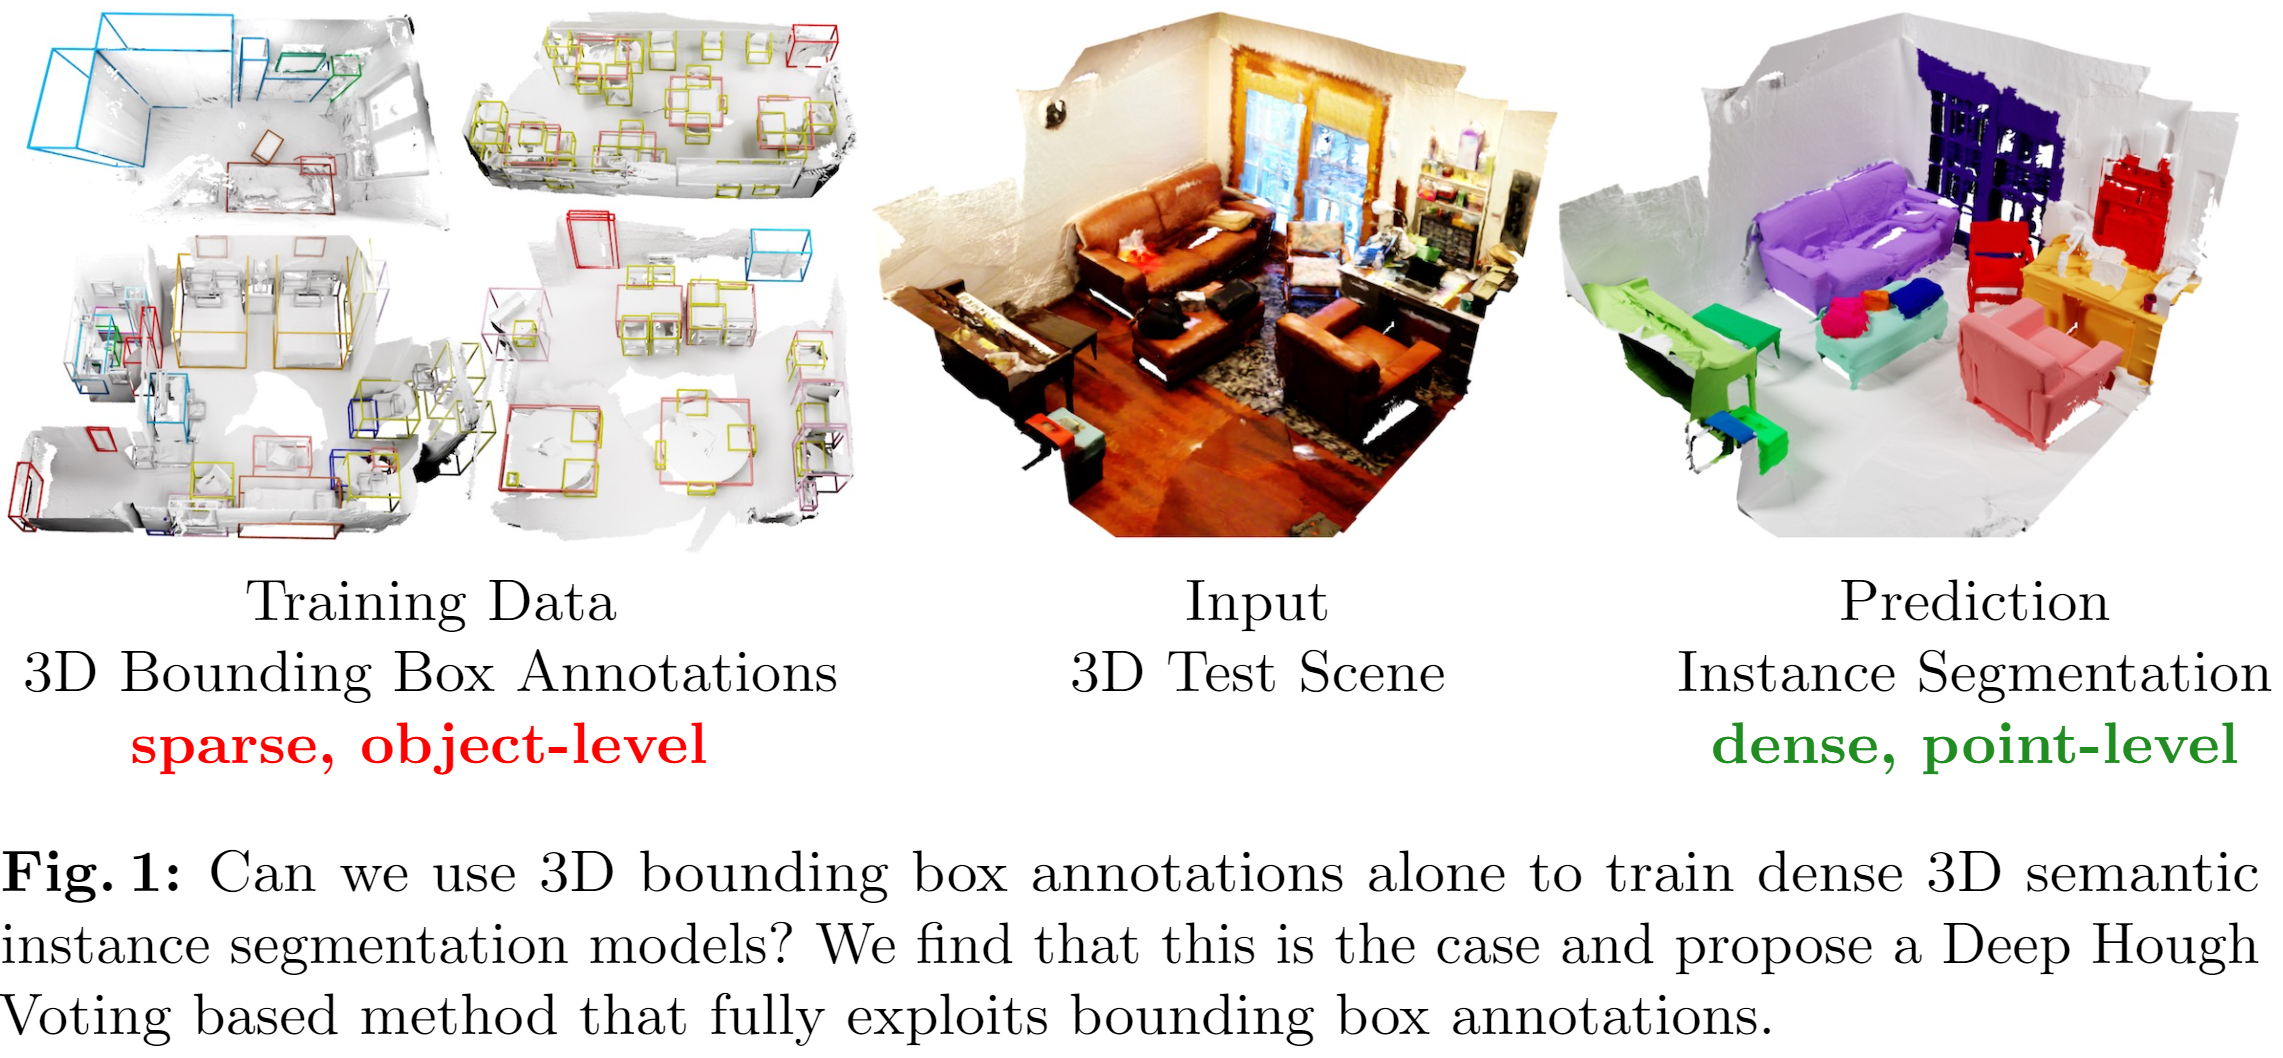 Training Data
3D Bounding Box Annotations
sparse, object-level
Input
3D Test Scene
Prediction
Instance Segmentation
dense, point-level
Fig. 1: Can we use 3D bounding box annotations alone to train dense 3D semantic
instance segmentation models? We find that this is the case and propose a Deep Hough
Voting based method that fully exploits bounding box annotations.